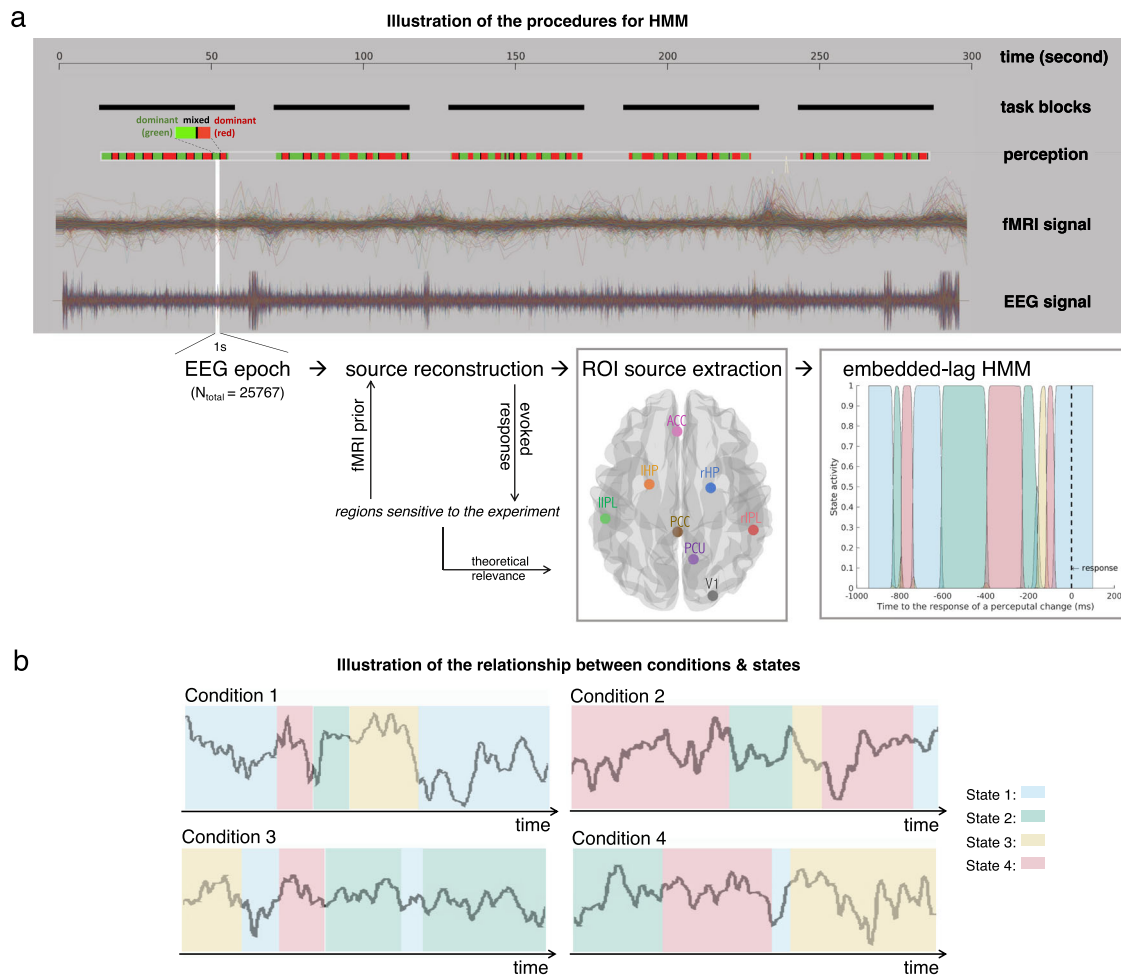 a
Illustration of the procedures for HMM
0 50 100 150 200 250 300 time (second)
task blocks
dominant (green) mixed dominant (red)
perception
fMRI signal
EEG signal
1s
EEG epoch → source reconstruction → ROI source extraction → embedded-lag HMM
(Ntotal = 25767)
fMRI prior
evoked response
regions sensitive to the experiment
theoretical relevance
ACC
lHP
rHP
lIPL
PCC
rIPL
PCU
V1
State activity
1
0.9
0.8
0.7
0.6
0.5
0.4
0.3
0.2
0.1
0
response
-1000 -800 -600 -400 -200 0 200
Time to the response of a perceputal change (ms)
b
Illustration of the relationship between conditions & states
Condition 1
time
Condition 2
time
Condition 3
time
Condition 4
time
State 1:
State 2:
State 3:
State 4: